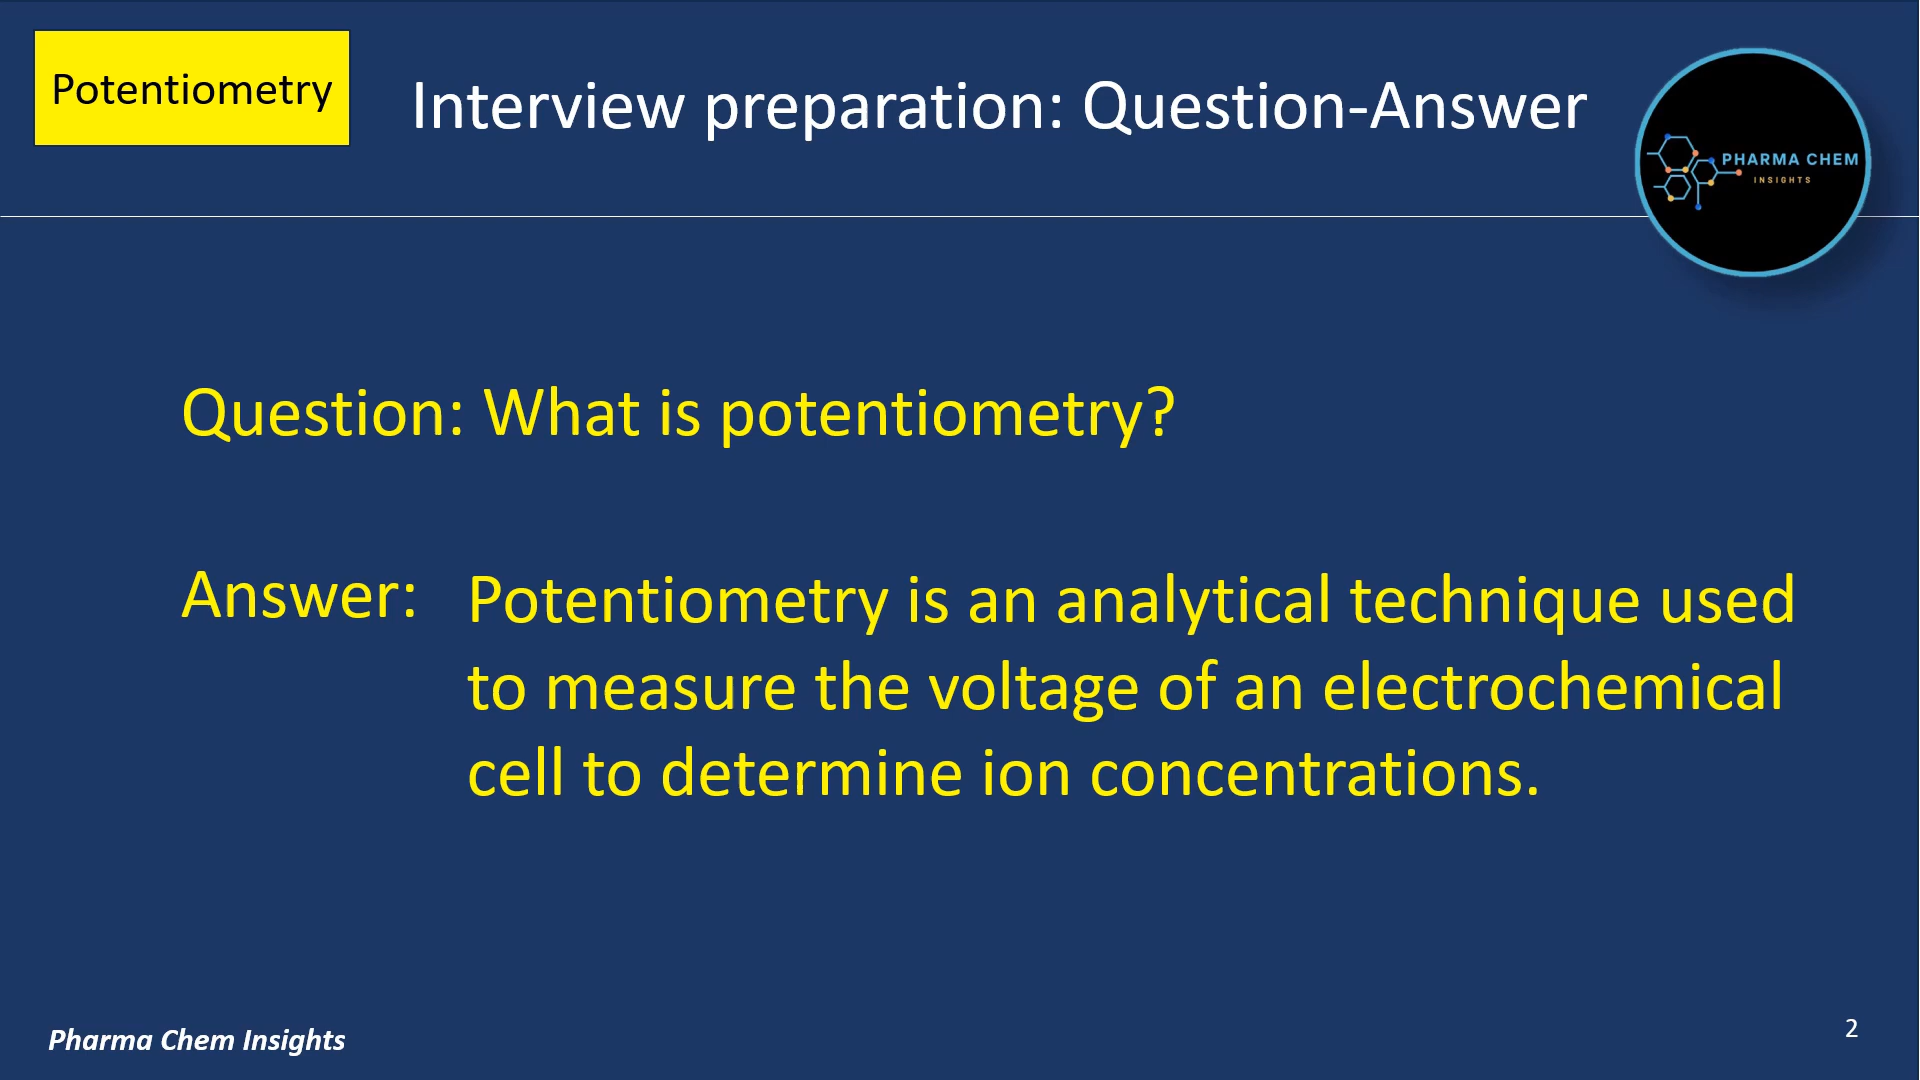 Potentiometry
Interview preparation: Question-Answer
PHARMA CHEM
INSIGHTS
Question: What is potentiometry?
Answer: Potentiometry is an analytical technique used
to measure the voltage of an electrochemical
cell to determine ion concentrations.
Pharma Chem Insights
2